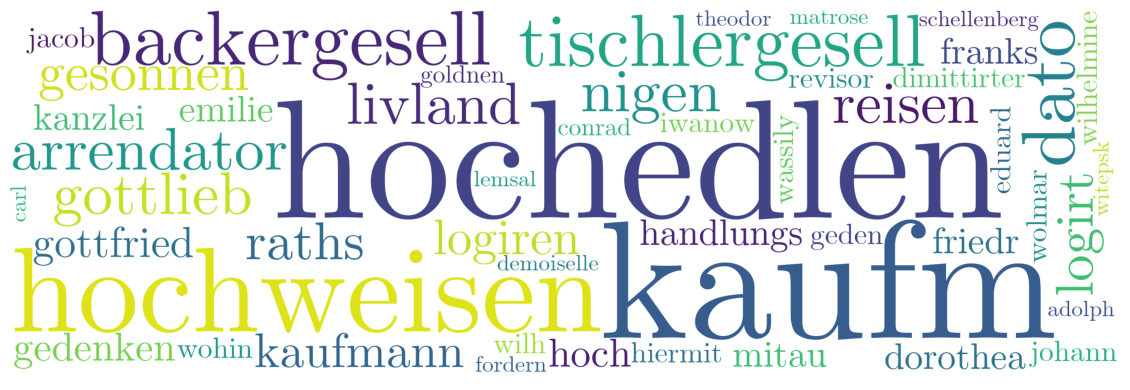 jacob
backergesell
tischlergesell
theodor
matrose
schellenberg
franks
dato
wilhelmine
gesonnen
goldnen
revisor
dimittirter
livland
nigen
reisen
kanzlei
emilie
conrad
iwanow
wassily
eduard
arrendator
hochedlen
lemsal
gottlieb
carl
witepsk
wolmar
logirt
gottfried
raths
logiren
handlungs
geden
friedr
demoiselle
hochweisen
kaufm
adolph
gedenken
wohin
kaufmann
wilh
fordern
hoch
hiermit
mitau
dorothea
johann